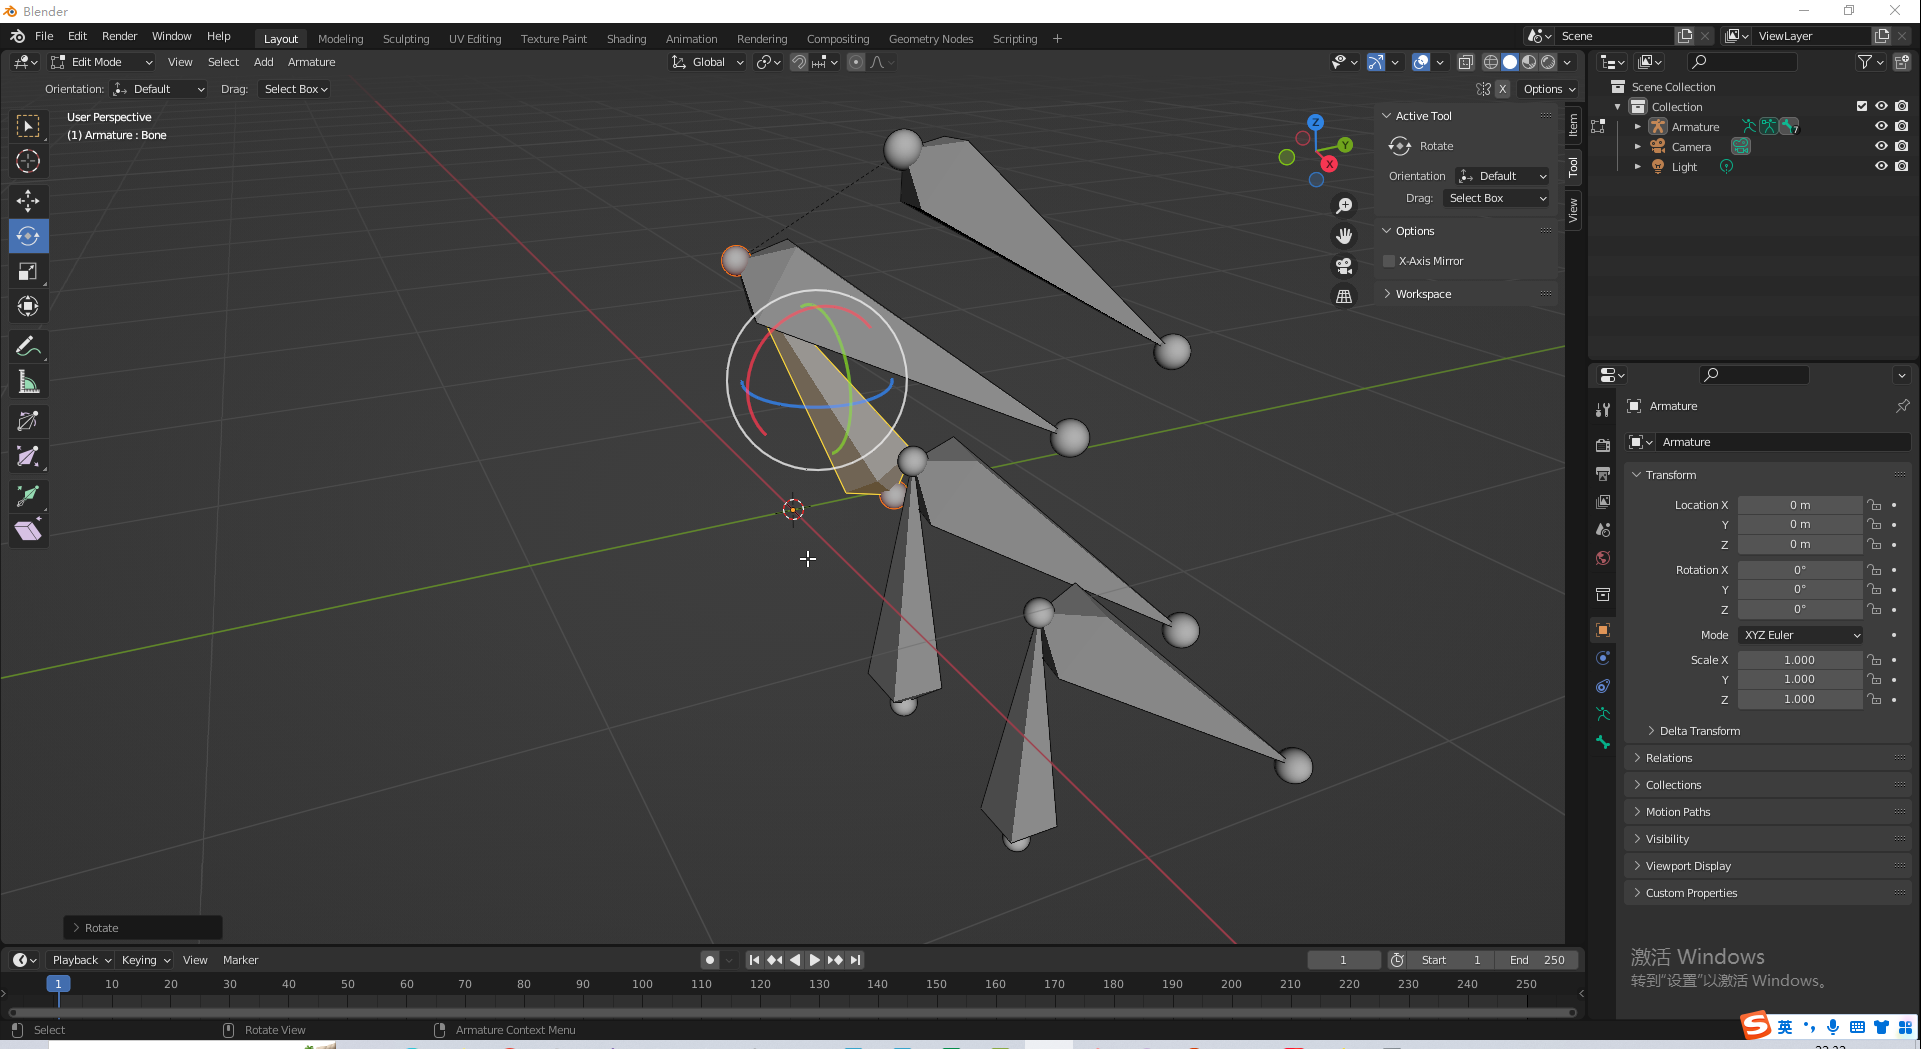 Blender
File Edit Render Window Help Layout Modeling Sculpting UV Editing Texture Paint Shading Animation Rendering Compositing Geometry Nodes Scripting + Scene ViewLayer
Edit Mode View Select Add Armature Global
Orientation: Default Drag: Select Box X Options
User Perspective
(1) Armature : Bone
Z
Y
X
Active Tool
Rotate
Orientation Default
Drag: Select Box
Options
X-Axis Mirror
Workspace
Item
Tool
View
Scene Collection
Collection
Armature 7
Camera
Light
Armature
Armature
Transform
Location X 0 m
Y 0 m
Z 0 m
Rotation X 0°
Y 0°
Z 0°
Mode XYZ Euler
Scale X 1.000
Y 1.000
Z 1.000
Delta Transform
Relations
Collections
Motion Paths
Visibility
Viewport Display
Custom Properties
Rotate
Playback Keying View Marker 1 Start 1 End 250
1 10 20 30 40 50 60 70 80 90 100 110 120 130 140 150 160 170 180 190 200 210 220 230 240 250
激活 Windows
转到“设置”以激活 Windows。
Select Rotate View Armature Context Menu
英